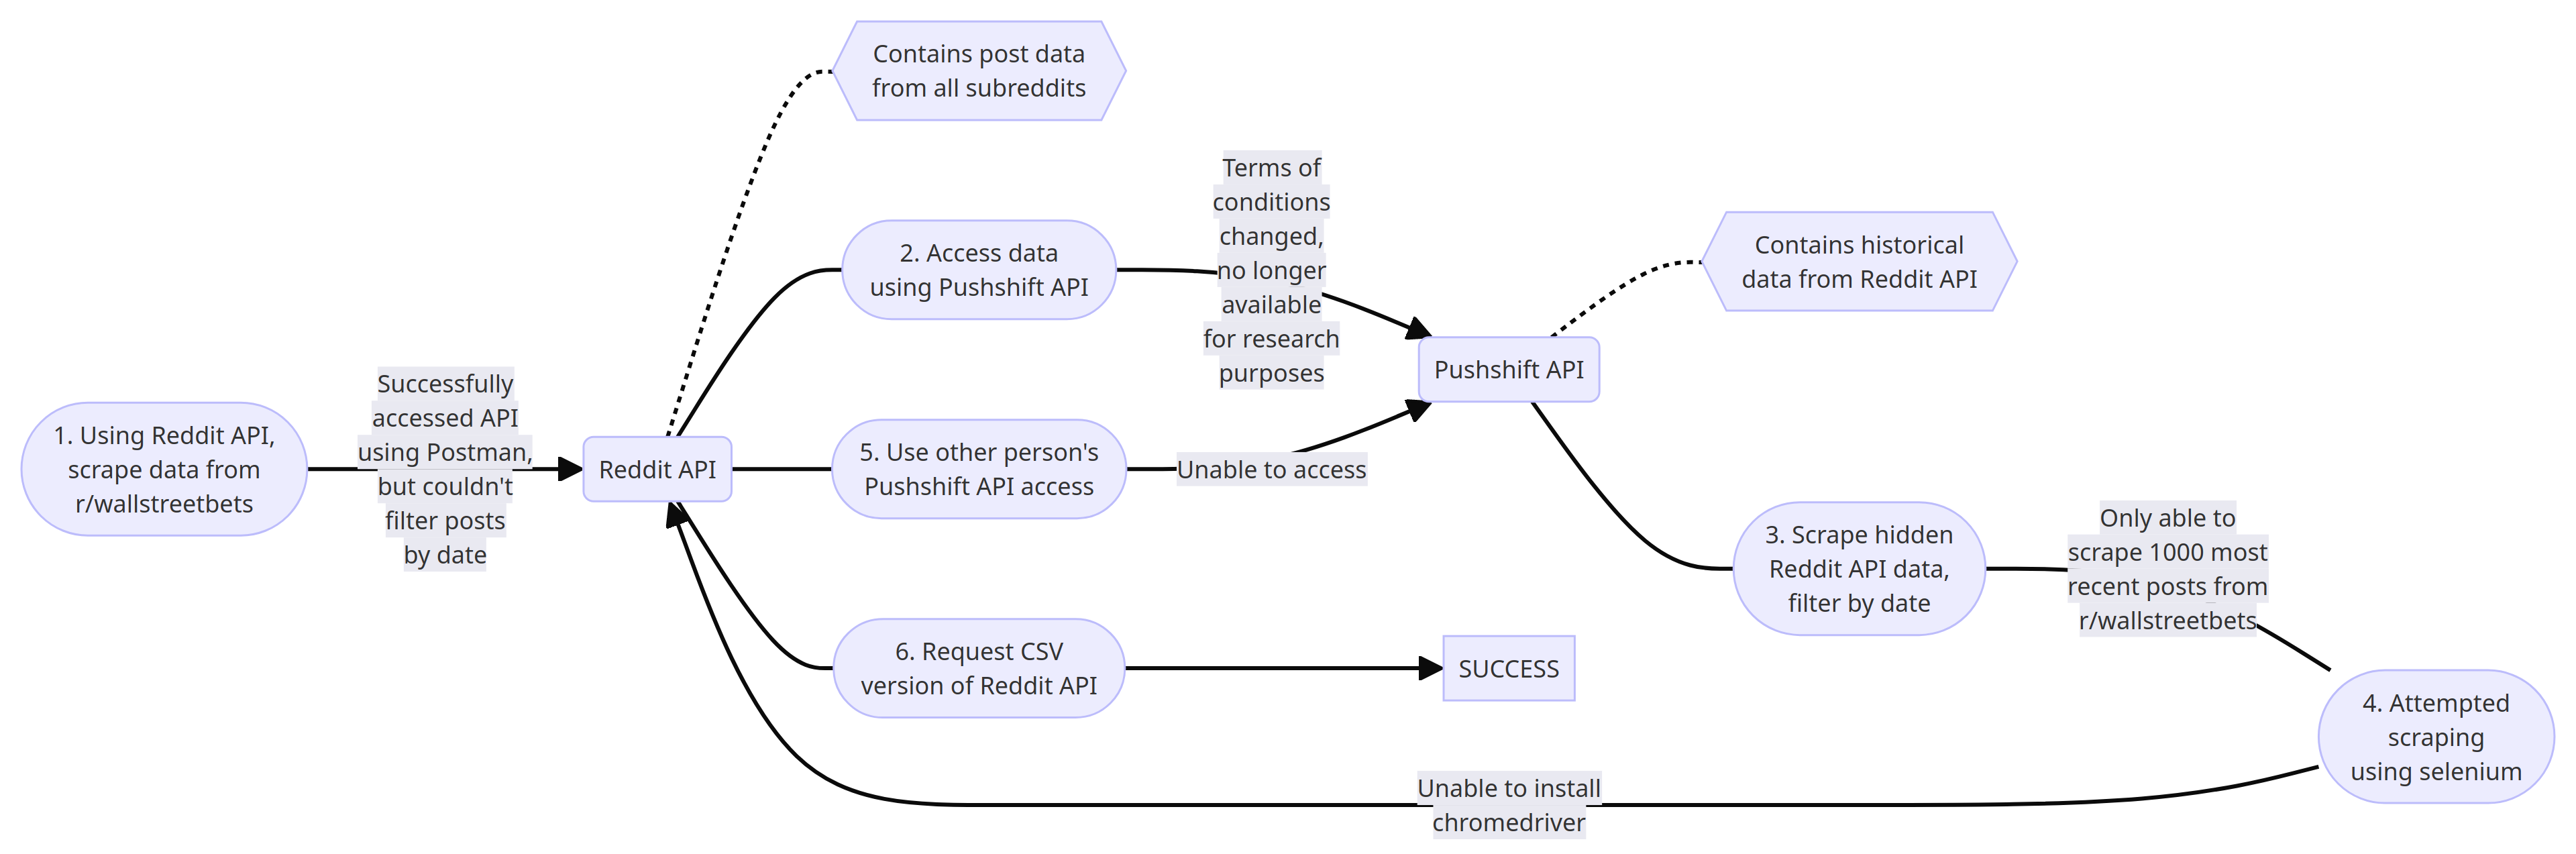 Contains post data
from all subreddits
Terms of
conditions
changed,
no longer
available
for research
purposes
2. Access data
using Pushshift API
Contains historical
data from Reddit API
Successfully
accessed API
using Postman,
but couldn't
filter posts
by date
Pushshift API
1. Using Reddit API,
scrape data from
r/wallstreetbets
Reddit API
5. Use other person's
Pushshift API access
Unable to access
3. Scrape hidden
Reddit API data,
filter by date
Only able to
scrape 1000 most
recent posts from
r/wallstreetbets
6. Request CSV
version of Reddit API
SUCCESS
4. Attempted
scraping
using selenium
Unable to install
chromedriver